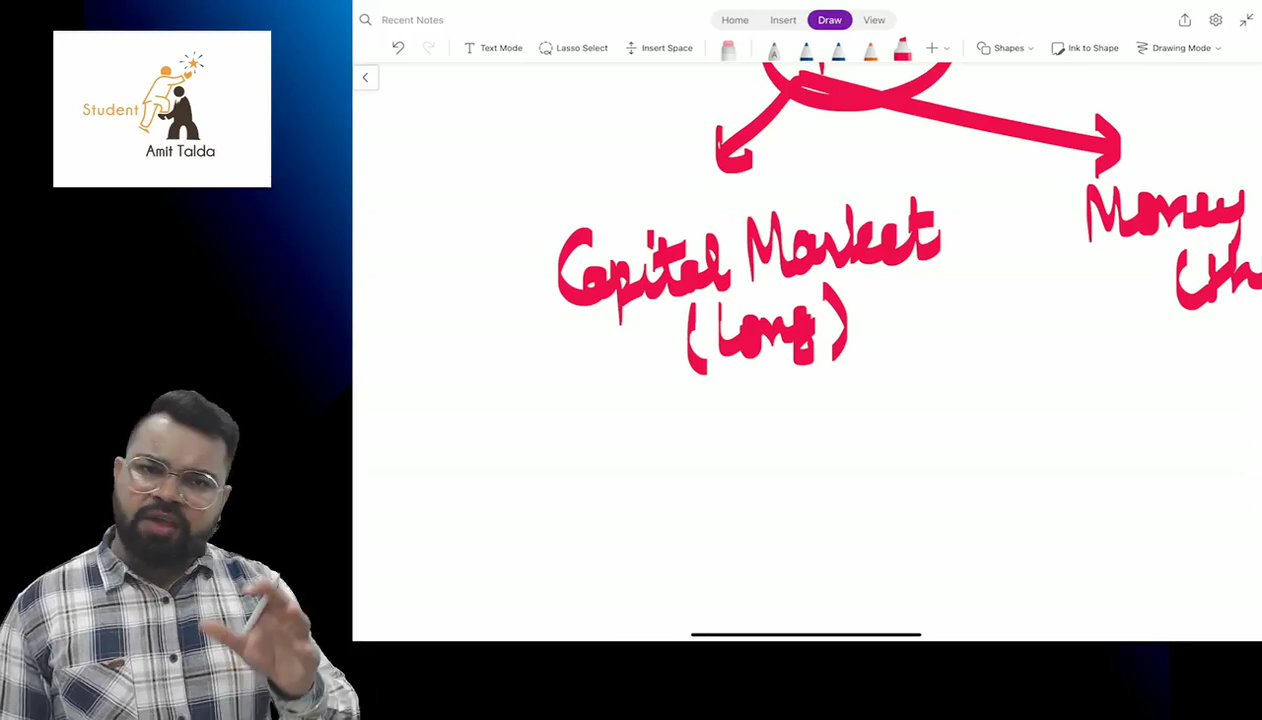 Recent Notes
Home Insert Draw View
Text Mode Lasso Select Insert Space Shapes Ink to Shape Drawing Mode
Student
Amit Talda
Capital Market
(Long)
Money